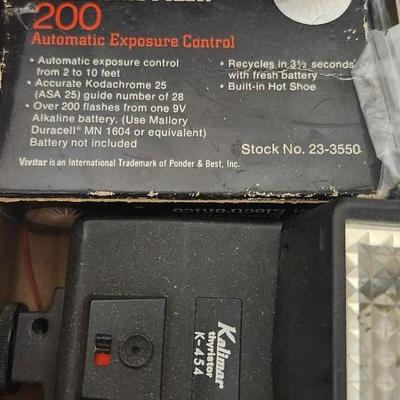 200
Automatic Exposure Control
• Automatic exposure control
from 2 to 10 feet
• Accurate Kodachrome 25
(ASA 25) guide number of 28
• Over 200 flashes from one 9V
Alkaline battery. (Use Mallory
Duracell® MN 1604 or equivalent)
Battery not included
• Recycles in 3½ seconds
with fresh battery
• Built-in Hot Shoe
Stock No. 23-3550
Vivitar is an International Trademark of Ponder & Best, Inc.
Electronico
Kalimar
thyristor
K-454